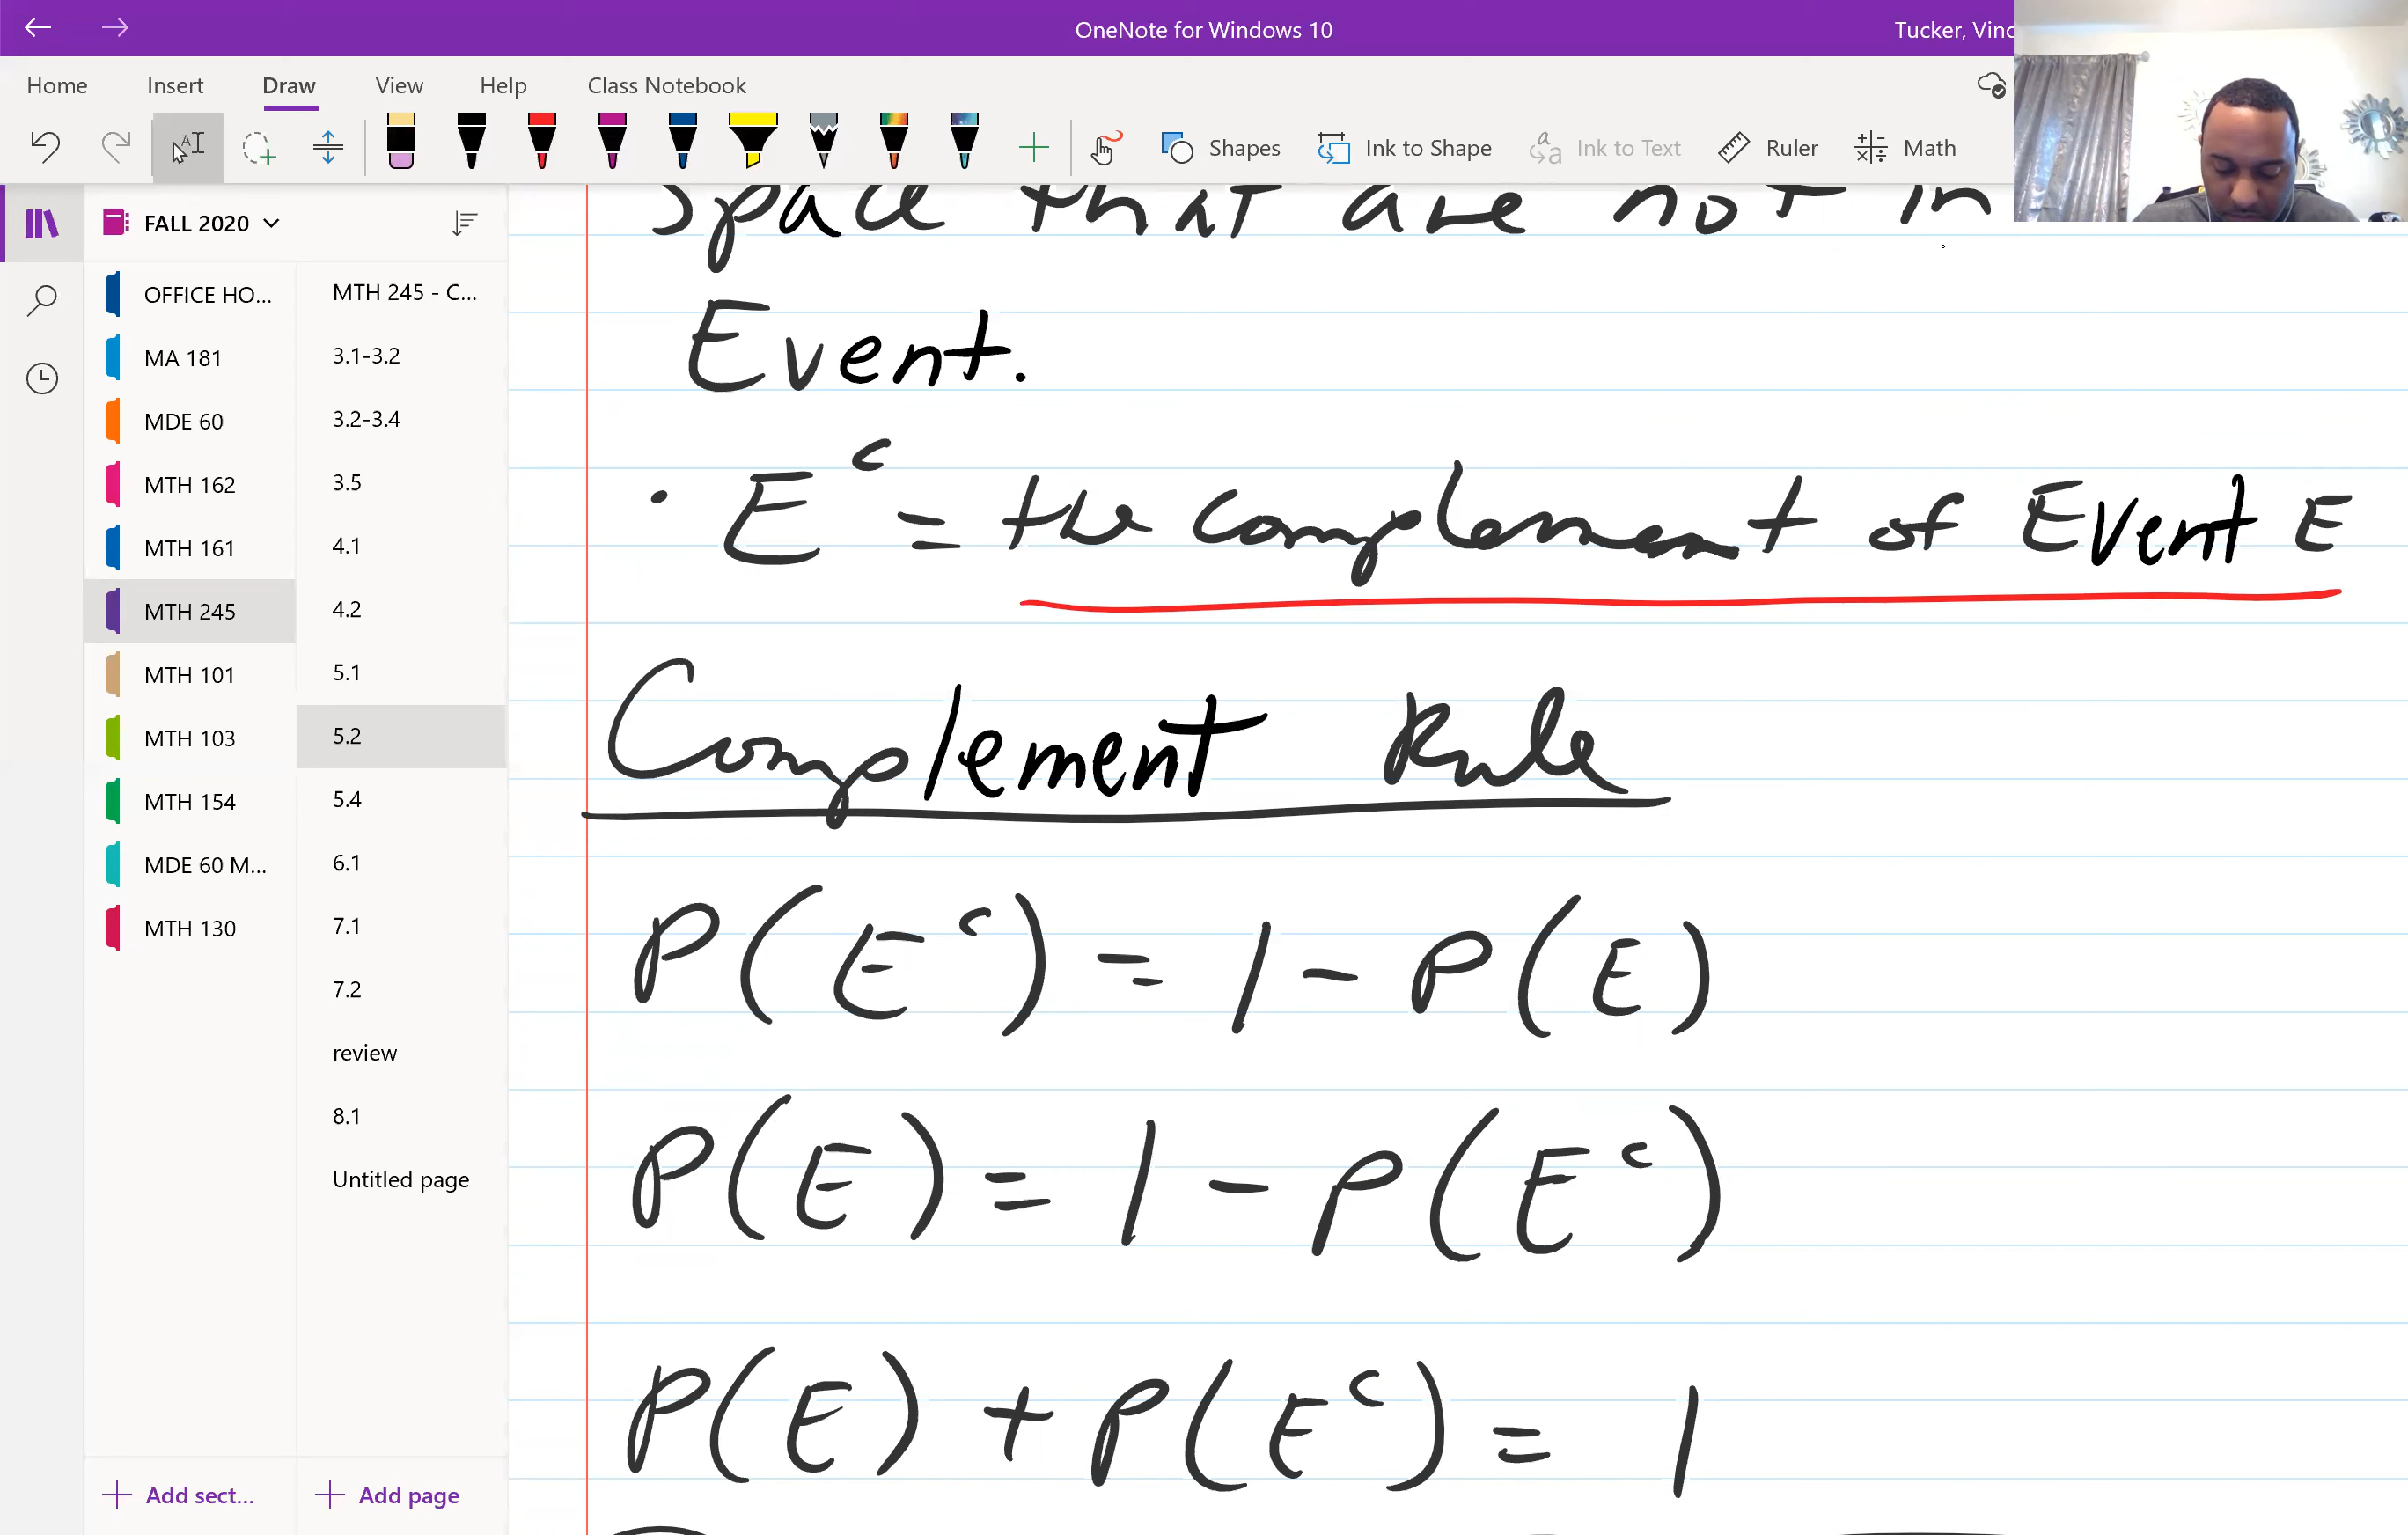 OneNote for Windows 10
Tucker, Vinc
Home Insert Draw View Help Class Notebook
Shapes Ink to Shape Ink to Text Ruler Math
FALL 2020
OFFICE HO...
MA 181
MDE 60
MTH 162
MTH 161
MTH 245
MTH 101
MTH 103
MTH 154
MDE 60 M...
MTH 130
Add sect...
MTH 245 - C...
3.1-3.2
3.2-3.4
3.5
4.1
4.2
5.1
5.2
5.4
6.1
7.1
7.2
review
8.1
Untitled page
Add page
Space that are not in
Event.
· Eᶜ = the complement of Event E
Complement Rule
P(Eᶜ) = 1 - P(E)
P(E) = 1 - P(Eᶜ)
P(E) + P(Eᶜ) = 1